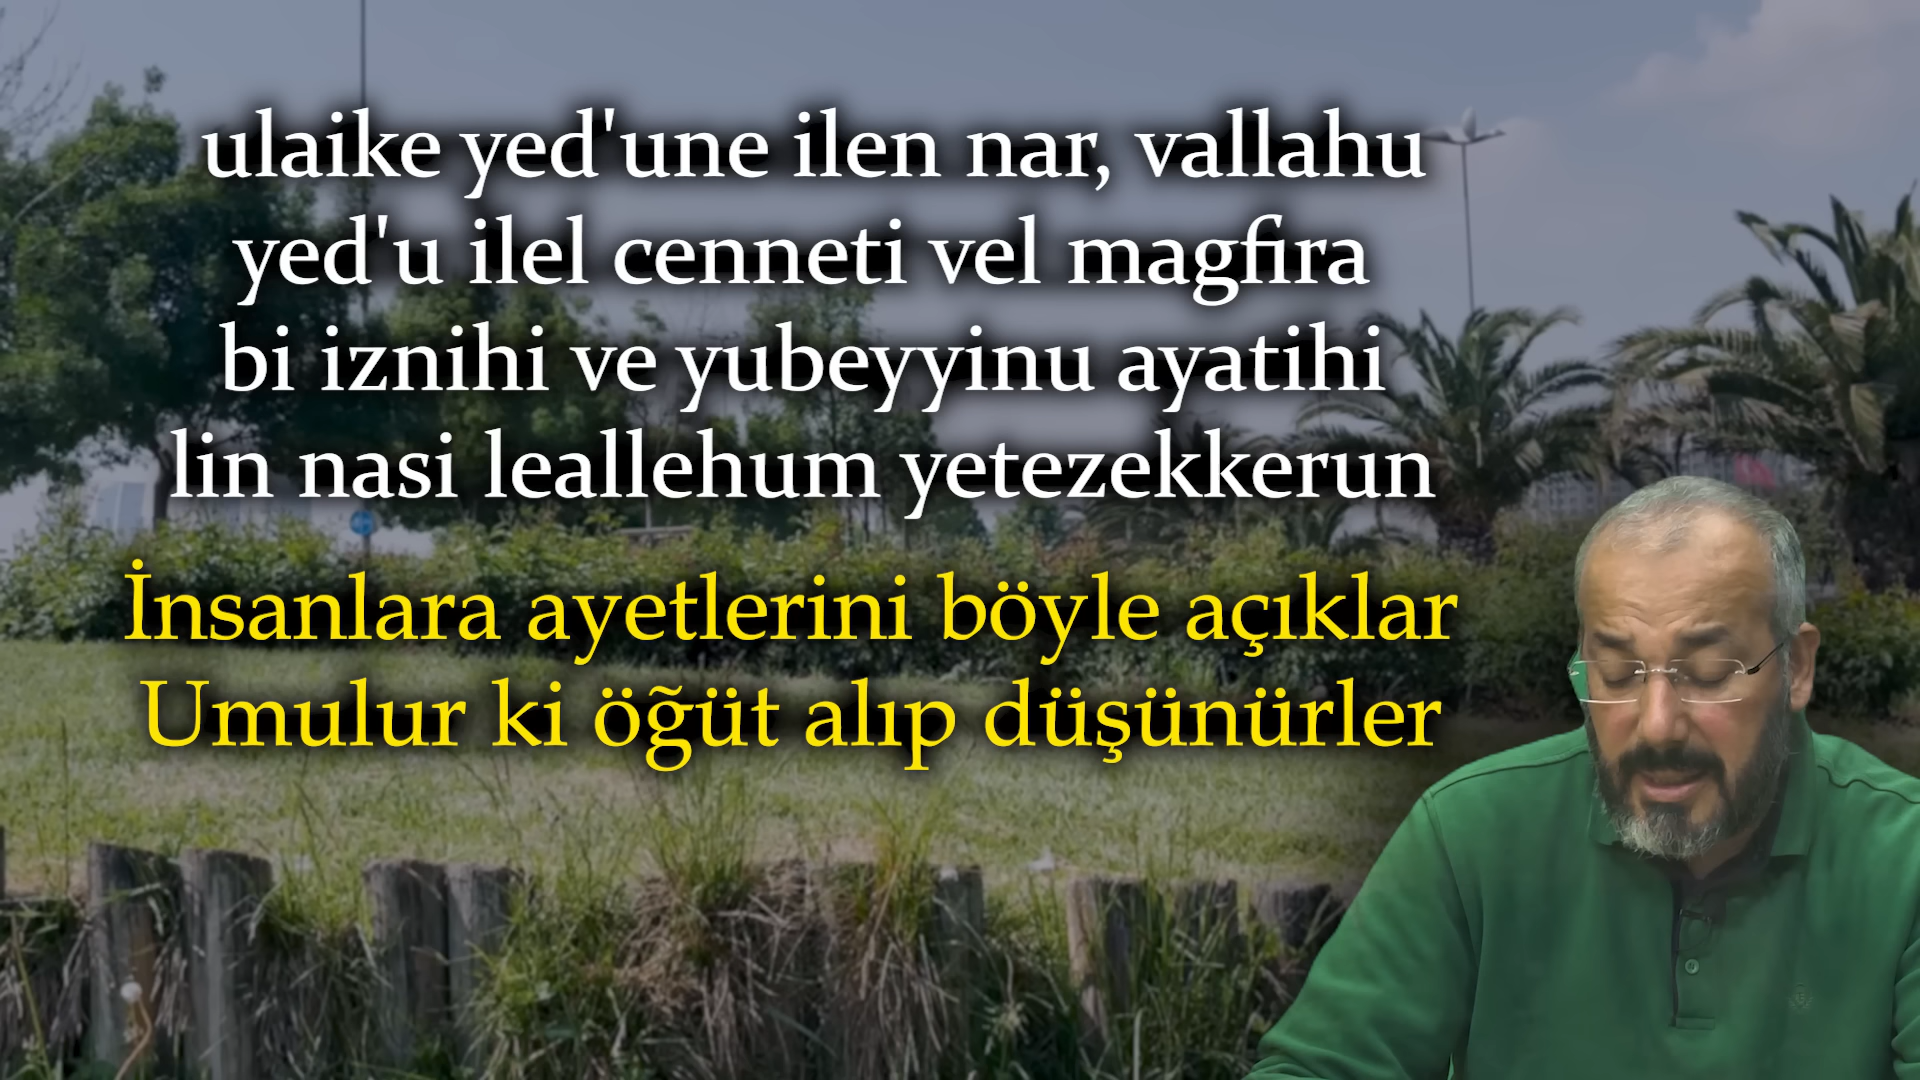 ulaike yed'une ilen nar, vallahu
yed'u ilel cenneti vel magfira
bi iznihi ve yubeyyinu ayatihi
lin nasi leallehum yetezekkerun
İnsanlara ayetlerini böyle açıklar
Umulur ki öğüt alıp düşünürler